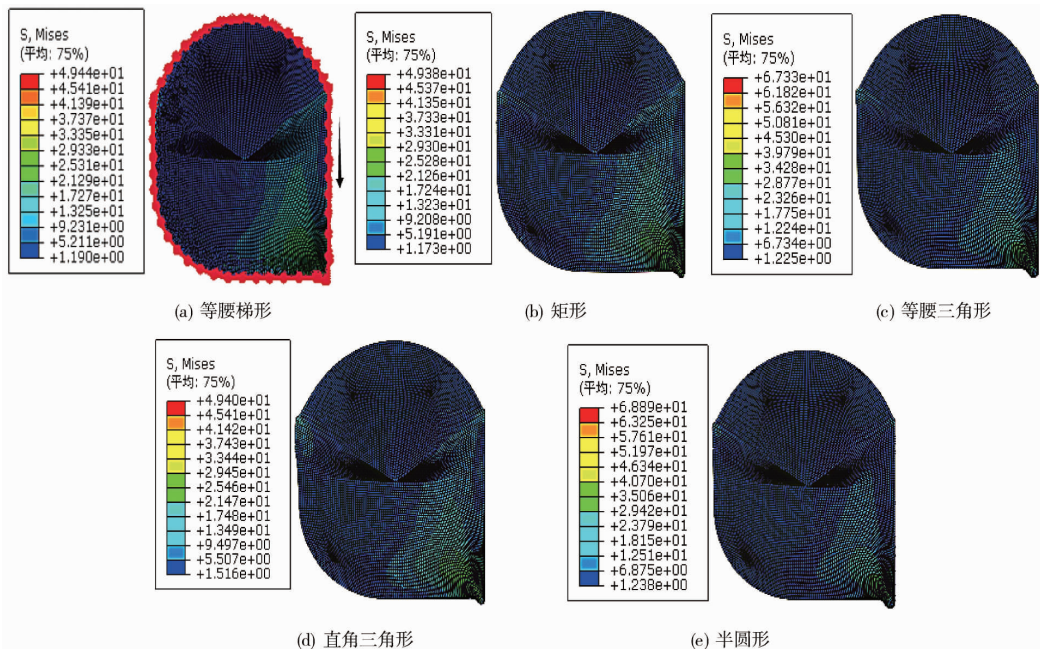 S, Mises
(平均: 75%)
+4.944e+01
+4.541e+01
+4.139e+01
+3.737e+01
+3.335e+01
+2.933e+01
+2.531e+01
+2.129e+01
+1.727e+01
+1.325e+01
+9.231e+00
+5.211e+00
+1.190e+00
(a) 等腰梯形
S, Mises
(平均: 75%)
+4.938e+01
+4.537e+01
+4.135e+01
+3.733e+01
+3.331e+01
+2.930e+01
+2.528e+01
+2.126e+01
+1.724e+01
+1.323e+01
+9.208e+00
+5.191e+00
+1.173e+00
(b) 矩形
S, Mises
(平均: 75%)
+6.733e+01
+6.182e+01
+5.632e+01
+5.081e+01
+4.530e+01
+3.979e+01
+3.428e+01
+2.877e+01
+2.326e+01
+1.775e+01
+1.224e+01
+6.734e+00
+1.225e+00
(c) 等腰三角形
S, Mises
(平均: 75%)
+4.940e+01
+4.541e+01
+4.142e+01
+3.743e+01
+3.344e+01
+2.945e+01
+2.546e+01
+2.147e+01
+1.748e+01
+1.349e+01
+9.497e+00
+5.507e+00
+1.516e+00
(d) 直角三角形
S, Mises
(平均: 75%)
+6.889e+01
+6.325e+01
+5.761e+01
+5.197e+01
+4.634e+01
+4.070e+01
+3.506e+01
+2.942e+01
+2.379e+01
+1.815e+01
+1.251e+01
+6.875e+00
+1.238e+00
(e) 半圆形